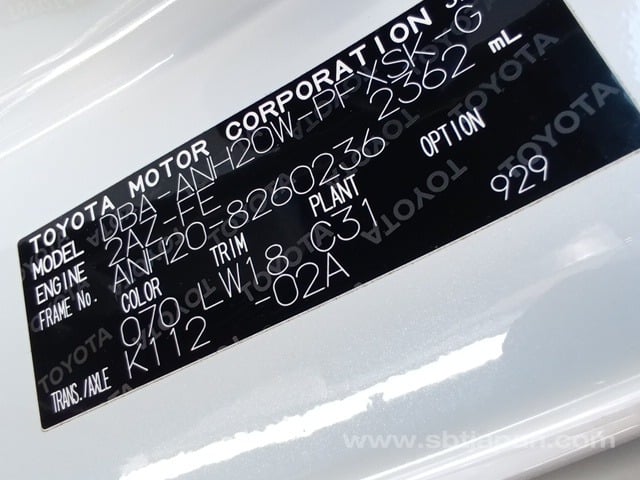 TOYOTA MOTOR CORPORATION
MODEL DBA-ANH20W-PFXSK-G
ENGINE 2AZ-FE 2362 mL
FRAME No. ANH20-8260236
COLOR TRIM PLANT OPTION
070 LW18 C31 929
TRANS./AXLE K112 -02A
www.sbtjapan.com